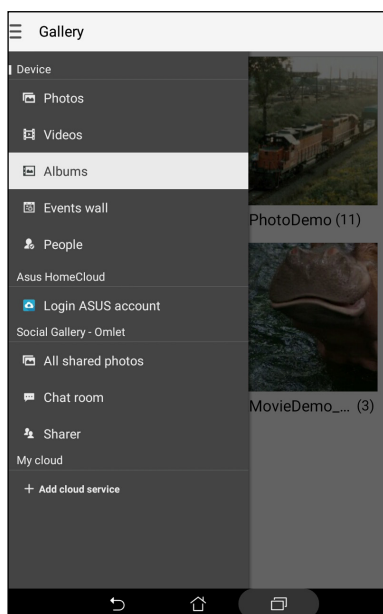 Gallery
Device
Photos
Videos
Albums
Events wall
People
Asus HomeCloud
Login ASUS account
Social Gallery - Omlet
All shared photos
Chat room
Sharer
My cloud
+ Add cloud service
PhotoDemo (11)
MovieDemo_... (3)